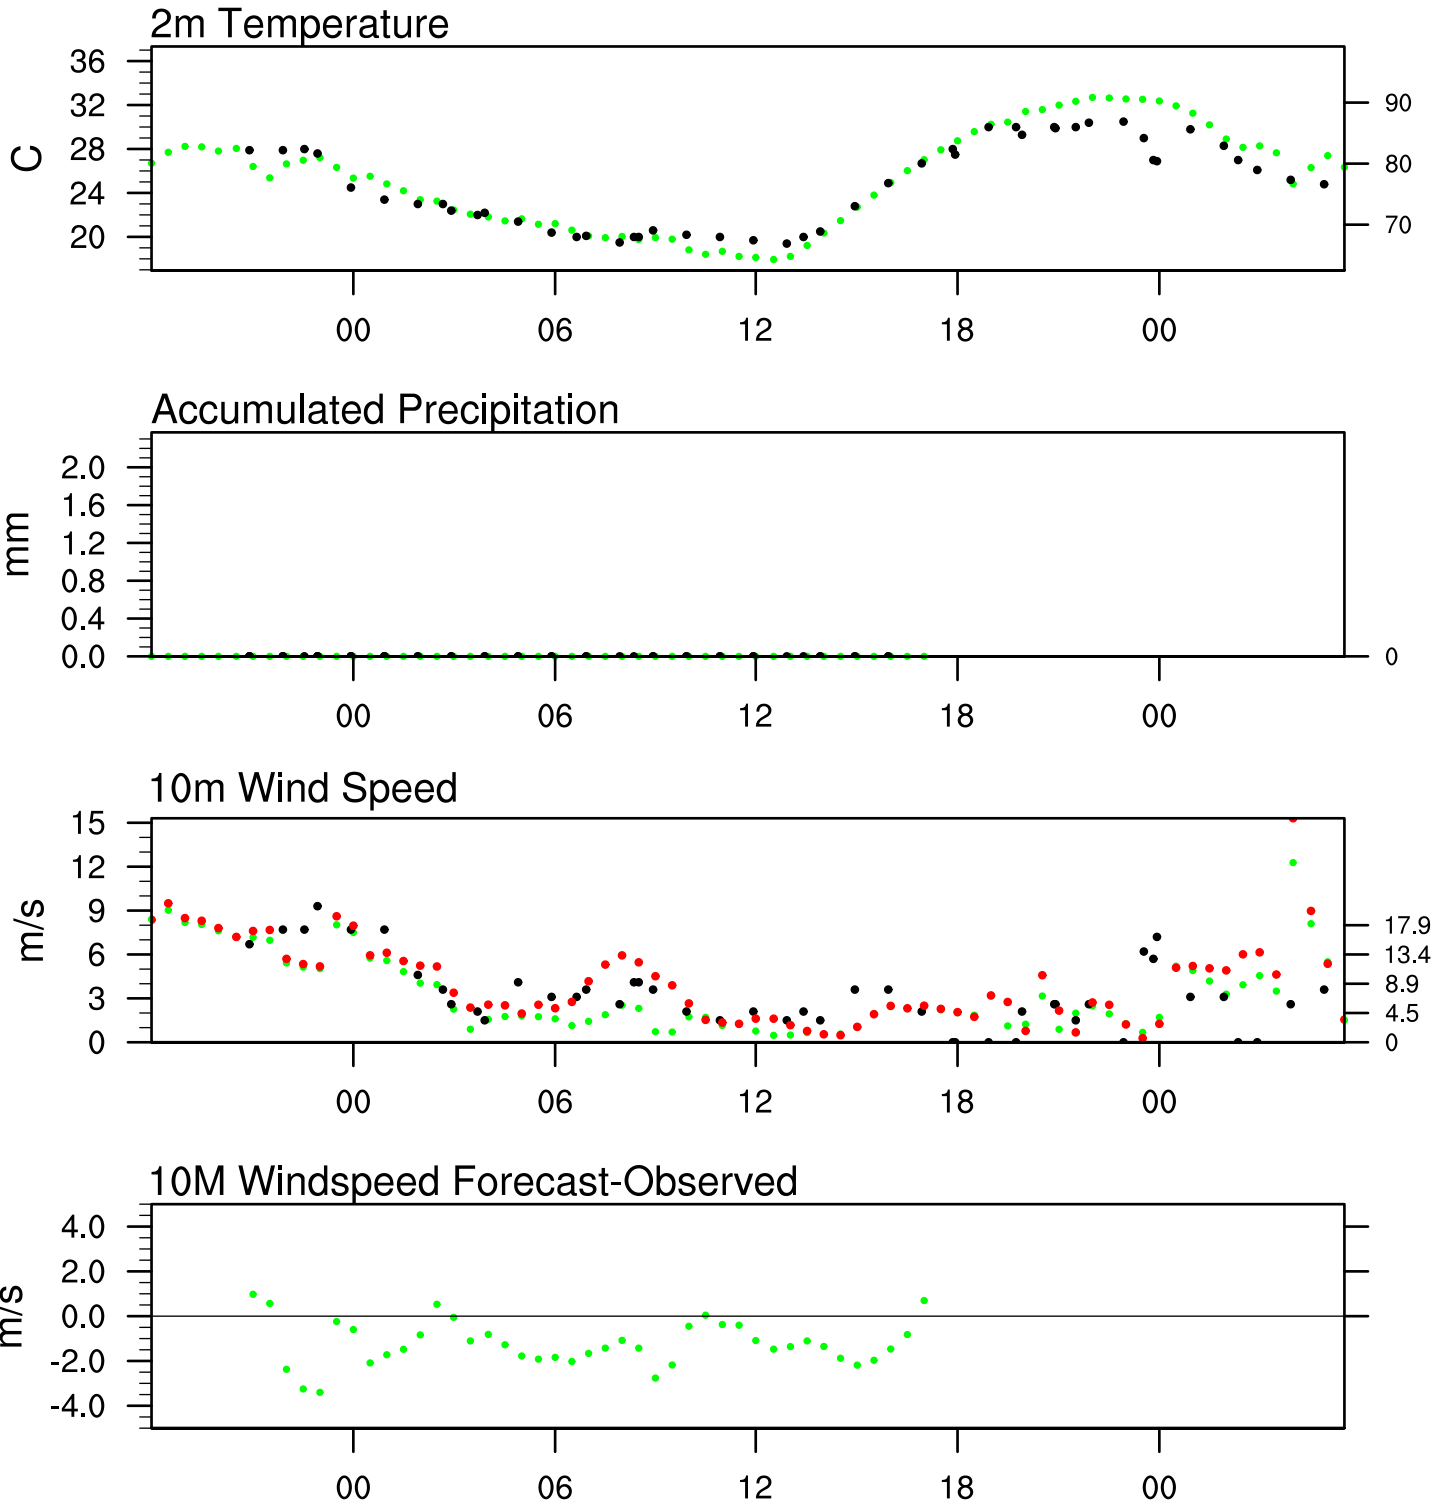 2m Temperature
36
32
28
24
20
C
90
80
70
00 06 12 18 00
Accumulated Precipitation
2.0
1.6
1.2
0.8
0.4
0.0
mm
0
00 06 12 18 00
10m Wind Speed
15
12
9
6
3
0
m/s
17.9
13.4
8.9
4.5
0
00 06 12 18 00
10M Windspeed Forecast-Observed
4.0
2.0
0.0
-2.0
-4.0
m/s
00 06 12 18 00